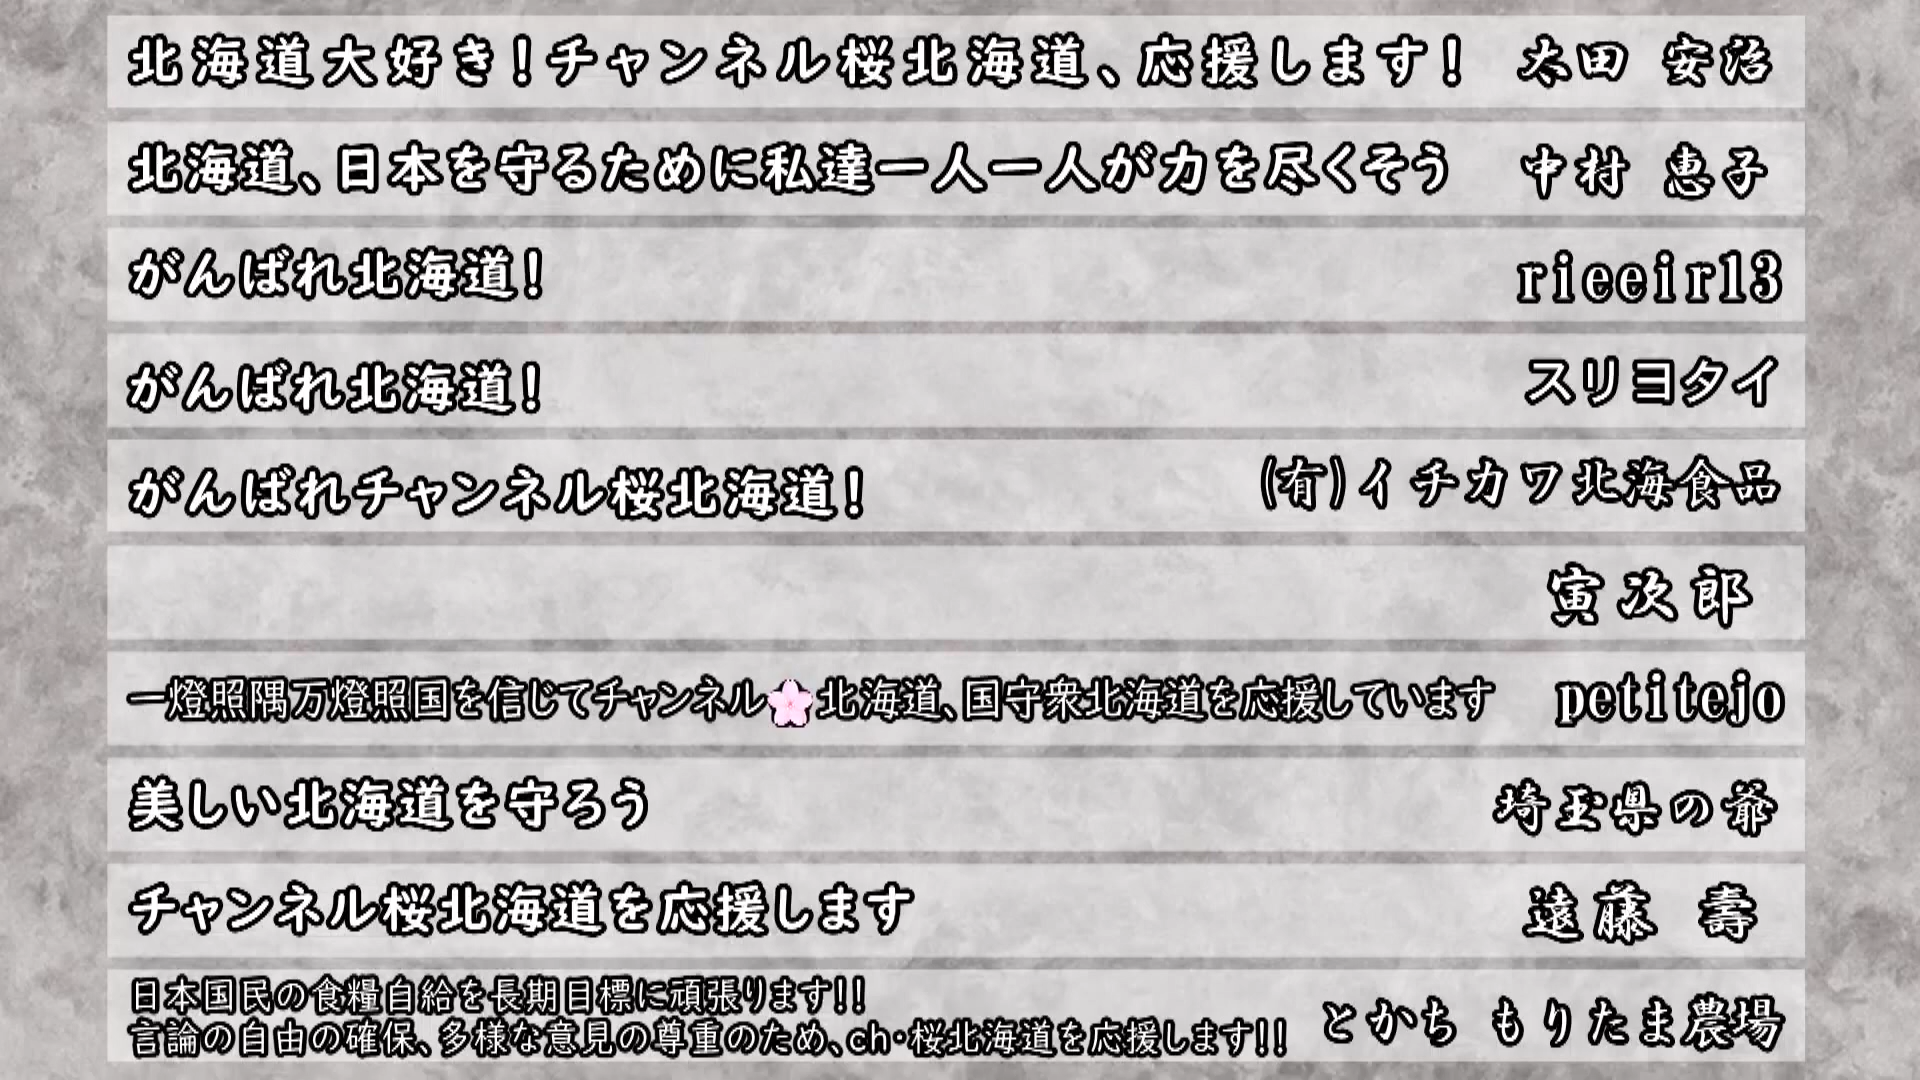 北海道大好き！チャンネル桜北海道、応援します！ 太田 安治
北海道、日本を守るために私達一人一人が力を尽くそう 中村 恵子
がんばれ北海道！ rieeir13
がんばれ北海道！ スリヨタイ
がんばれチャンネル桜北海道！ (有)イチカワ北海食品
寅次郎
一燈照隅万燈照国を信じてチャンネル🌸北海道、国守衆北海道を応援しています petitejo
美しい北海道を守ろう 埼玉県の爺
チャンネル桜北海道を応援します 遠藤 壽
日本国民の食糧自給を長期目標に頑張ります！！
言論の自由の確保、多様な意見の尊重のため、ch・桜北海道を応援します！！ とかち もりたま農場